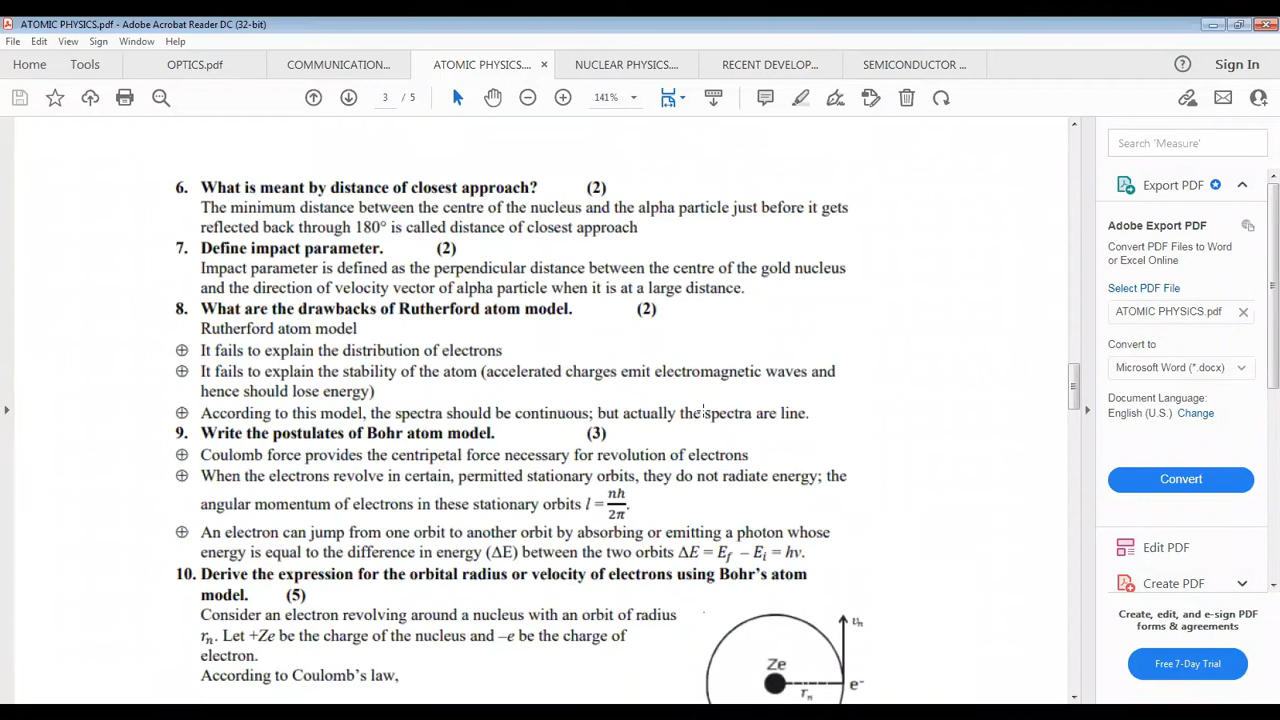 ATOMIC PHYSICS.pdf - Adobe Acrobat Reader DC (32-bit)
File Edit View Sign Window Help
Home Tools OPTICS.pdf COMMUNICATION... ATOMIC PHYSICS.... × NUCLEAR PHYSICS.... RECENT DEVELOP... SEMICONDUCTOR ... Sign In
3 / 5 141%
6. What is meant by distance of closest approach? (2)
The minimum distance between the centre of the nucleus and the alpha particle just before it gets
reflected back through 180° is called distance of closest approach
7. Define impact parameter. (2)
Impact parameter is defined as the perpendicular distance between the centre of the gold nucleus
and the direction of velocity vector of alpha particle when it is at a large distance.
8. What are the drawbacks of Rutherford atom model. (2)
Rutherford atom model
⊕ It fails to explain the distribution of electrons
⊕ It fails to explain the stability of the atom (accelerated charges emit electromagnetic waves and
hence should lose energy)
⊕ According to this model, the spectra should be continuous; but actually the spectra are line.
9. Write the postulates of Bohr atom model. (3)
⊕ Coulomb force provides the centripetal force necessary for revolution of electrons
⊕ When the electrons revolve in certain, permitted stationary orbits, they do not radiate energy; the
angular momentum of electrons in these stationary orbits l = nh/2π.
⊕ An electron can jump from one orbit to another orbit by absorbing or emitting a photon whose
energy is equal to the difference in energy (ΔE) between the two orbits ΔE = E_f − E_i = hν.
10. Derive the expression for the orbital radius or velocity of electrons using Bohr's atom
model. (5)
Consider an electron revolving around a nucleus with an orbit of radius
r_n. Let +Ze be the charge of the nucleus and –e be the charge of
electron.
According to Coulomb's law,
v_n
Ze
r_n
e⁻
Search 'Measure'
Export PDF
Adobe Export PDF
Convert PDF Files to Word
or Excel Online
Select PDF File
ATOMIC PHYSICS.pdf
Convert to
Microsoft Word (*.docx)
Document Language:
English (U.S.) Change
Convert
Edit PDF
Create PDF
Create, edit, and e-sign PDF
forms & agreements
Free 7-Day Trial